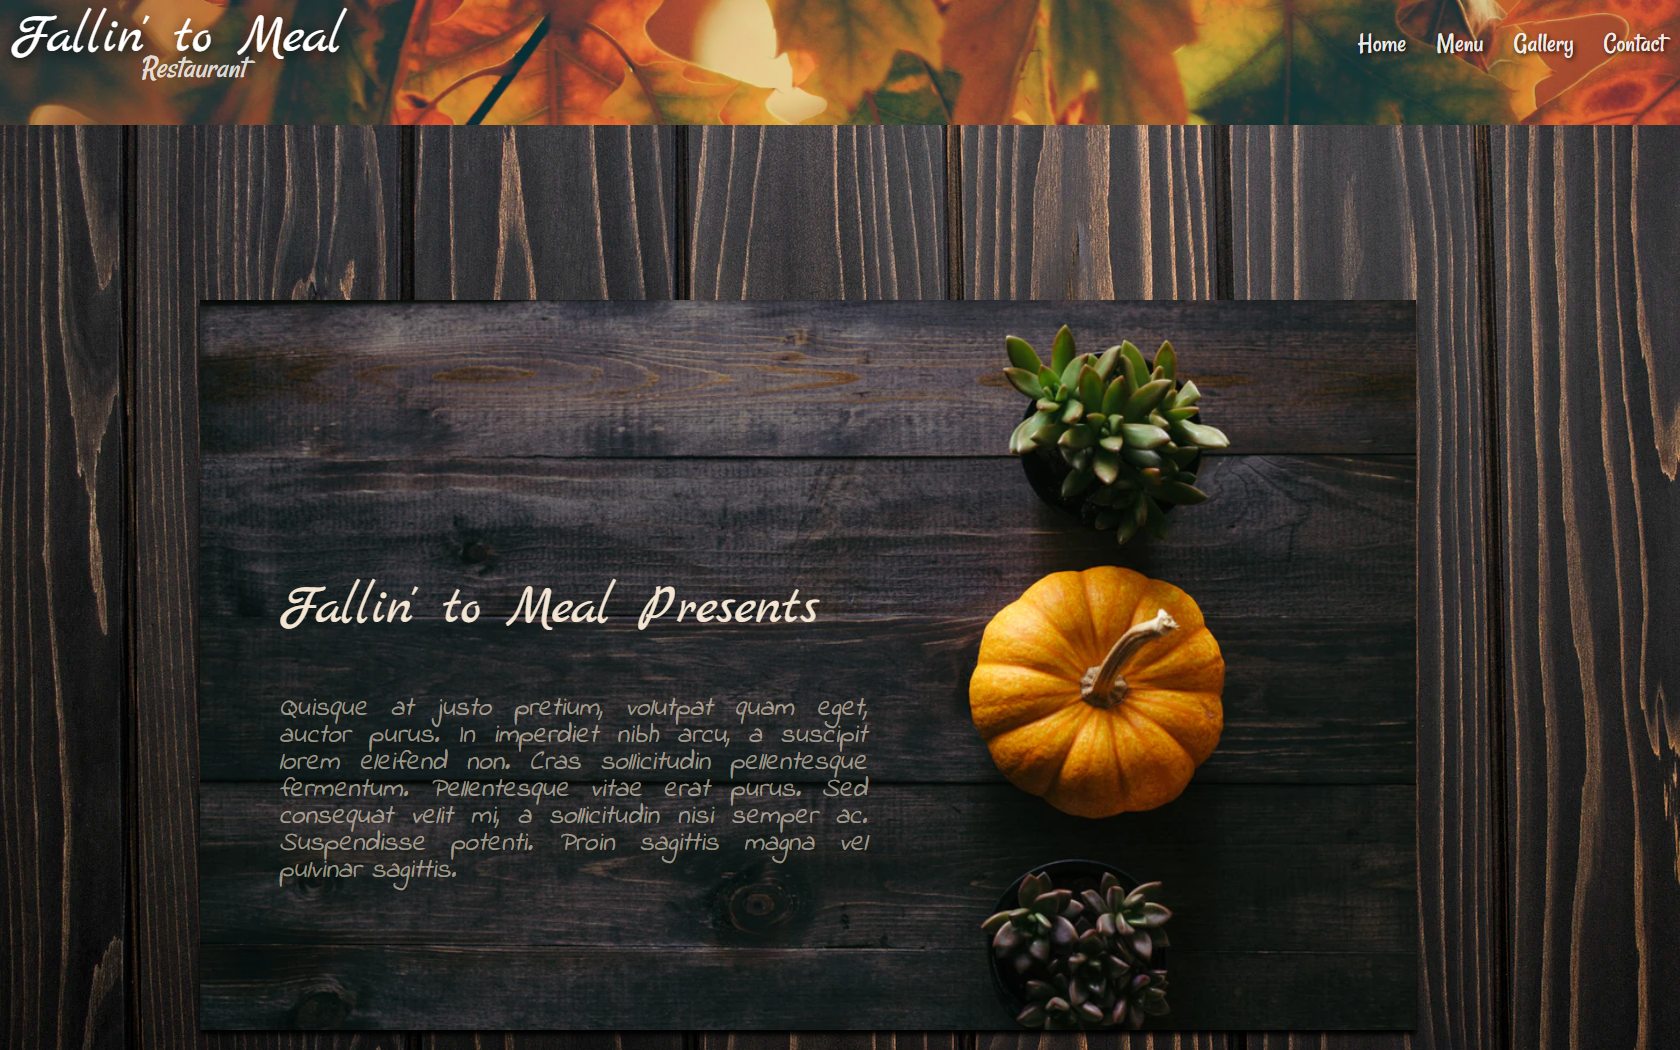 Fallin' to Meal
Restaurant
Home Menu Gallery Contact
Fallin' to Meal Presents
Quisque at justo pretium, volutpat quam eget,
auctor purus. In imperdiet nibh arcu, a suscipit
lorem eleifend non. Cras sollicitudin pellentesque
fermentum. Pellentesque vitae erat purus. Sed
consequat velit mi, a sollicitudin nisi semper ac.
Suspendisse potenti. Proin sagittis magna vel
pulvinar sagittis.